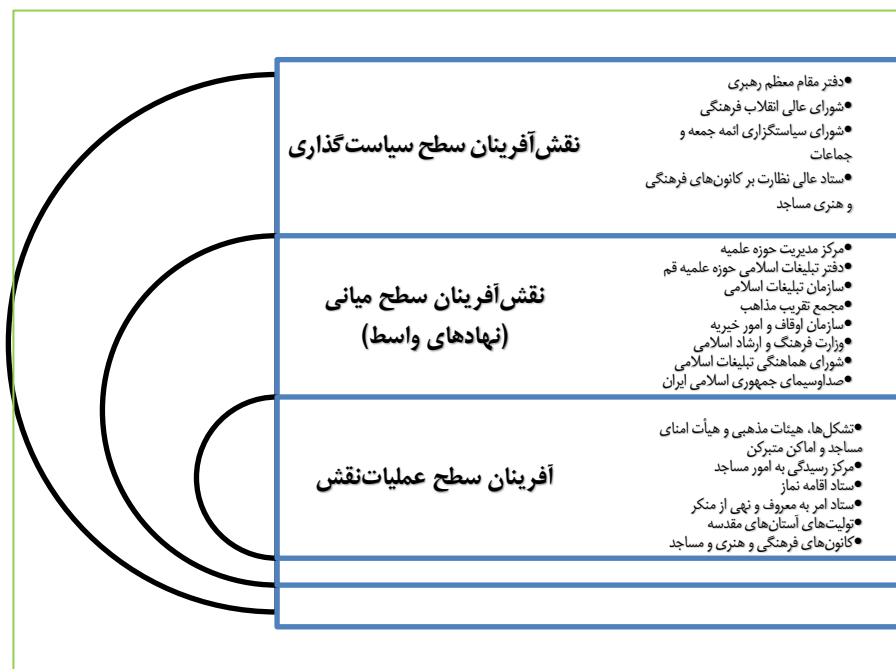 نقش‌آفرینان سطح سیاست‌گذاری
•دفتر مقام معظم رهبری
•شورای عالی انقلاب فرهنگی
•شورای سیاستگزاری ائمه جمعه و
جماعات
•ستاد عالی نظارت بر کانون‌های فرهنگی
و هنری مساجد
نقش‌آفرینان سطح میانی
(نهادهای واسط)
•مرکز مدیریت حوزه علمیه
•دفتر تبلیغات اسلامی حوزه علمیه قم
•سازمان تبلیغات اسلامی
•مجمع تقریب مذاهب
•سازمان اوقاف و امور خیریه
•وزارت فرهنگ و ارشاد اسلامی
•شورای هماهنگی تبلیغات اسلامی
•صداوسیمای جمهوری اسلامی ایران
آفرینان سطح عملیات‌نقش
•تشکل‌ها، هیئات مذهبی و هیأت امنای
مساجد و اماکن متبرکن
•مرکز رسیدگی به امور مساجد
•ستاد اقامه نماز
•ستاد امر به معروف و نهی از منکر
•تولیت‌های آستان‌های مقدسه
•کانون‌های فرهنگی و هنری و مساجد